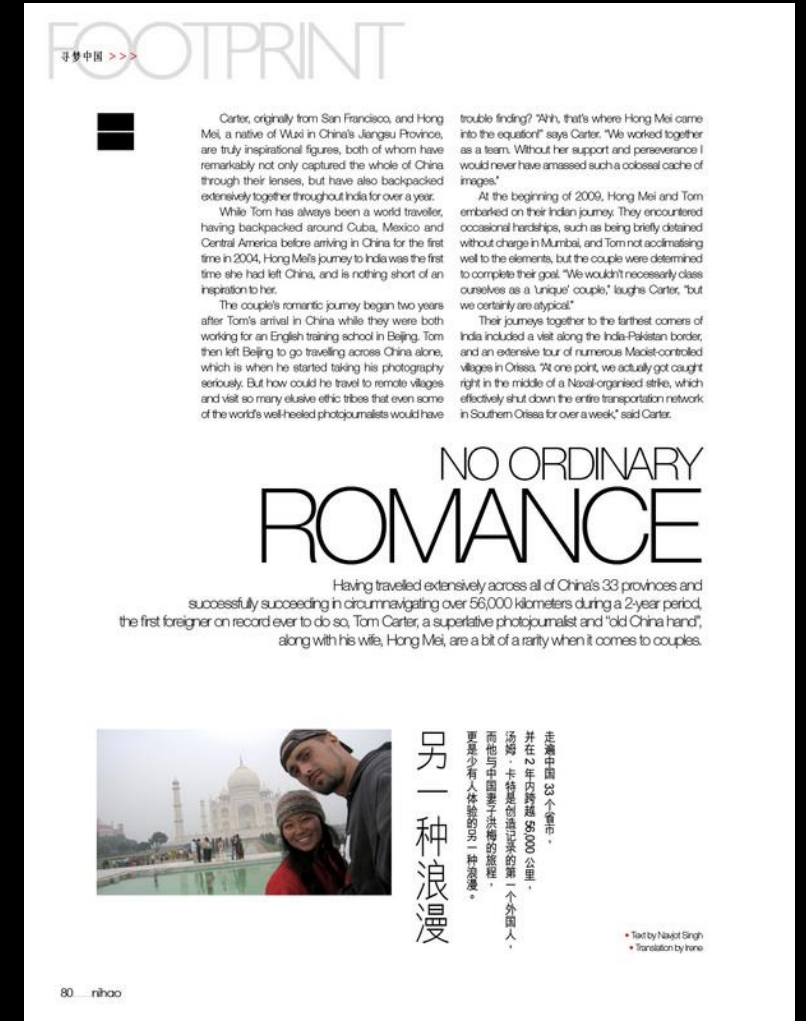 FOOTPRINT
寻梦中国 >>>
Carter, originally from San Francisco, and Hong
Mei, a native of Wuxi in China's Jiangsu Province,
are truly inspirational figures, both of whom have
remarkably not only captured the whole of China
through their lenses, but have also backpacked
extensively together throughout India for over a year.
While Tom has always been a world traveller,
having backpacked around Cuba, Mexico and
Central America before arriving in China for the first
time in 2004, Hong Mei's journey to India was the first
time she had left China, and is nothing short of an
inspiration to her.
The couple's romantic journey began two years
after Tom's arrival in China while they were both
working for an English training school in Beijing. Tom
then left Beijing to go travelling across China alone,
which is when he started taking his photography
seriously. But how could he travel to remote villages
and visit so many elusive ethic tribes that even some
of the world's well-heeled photojournalists would have
trouble finding? "Ahh, that's where Hong Mei came
into the equation!" says Carter. "We worked together
as a team. Without her support and perseverance I
would never have amassed such a colossal cache of
images."
At the beginning of 2009, Hong Mei and Tom
embarked on their Indian journey. They encountered
occasional hardships, such as being briefly detained
without charge in Mumbai, and Tom not acclimatising
well to the elements, but the couple were determined
to complete their goal. "We wouldn't necessarily class
ourselves as a 'unique' couple," laughs Carter, "but
we certainly are atypical."
Their journeys together to the farthest corners of
India included a visit along the India-Pakistan border,
and an extensive tour of numerous Maoist-controlled
villages in Orissa. "At one point, we actually got caught
right in the middle of a Naxal-organised strike, which
effectively shut down the entire transportation network
in Southern Orissa for over a week," said Carter.
NO ORDINARY
ROMANCE
Having travelled extensively across all of China's 33 provinces and
successfully succeeding in circumnavigating over 56,000 kilometers during a 2-year period,
the first foreigner on record ever to do so, Tom Carter, a superlative photojournalist and "old China hand",
along with his wife, Hong Mei, are a bit of a rarity when it comes to couples.
另一种浪漫
走遍中国 33 个省市，
并在 2 年内跨越 56,000 公里，
汤姆·卡特是创造记录的第一个外国人，
而他与中国妻子洪梅的旅程，
更是少有人体验的另一种浪漫。
• Text by Navjot Singh
• Translation by Irene
80 ...... nihao